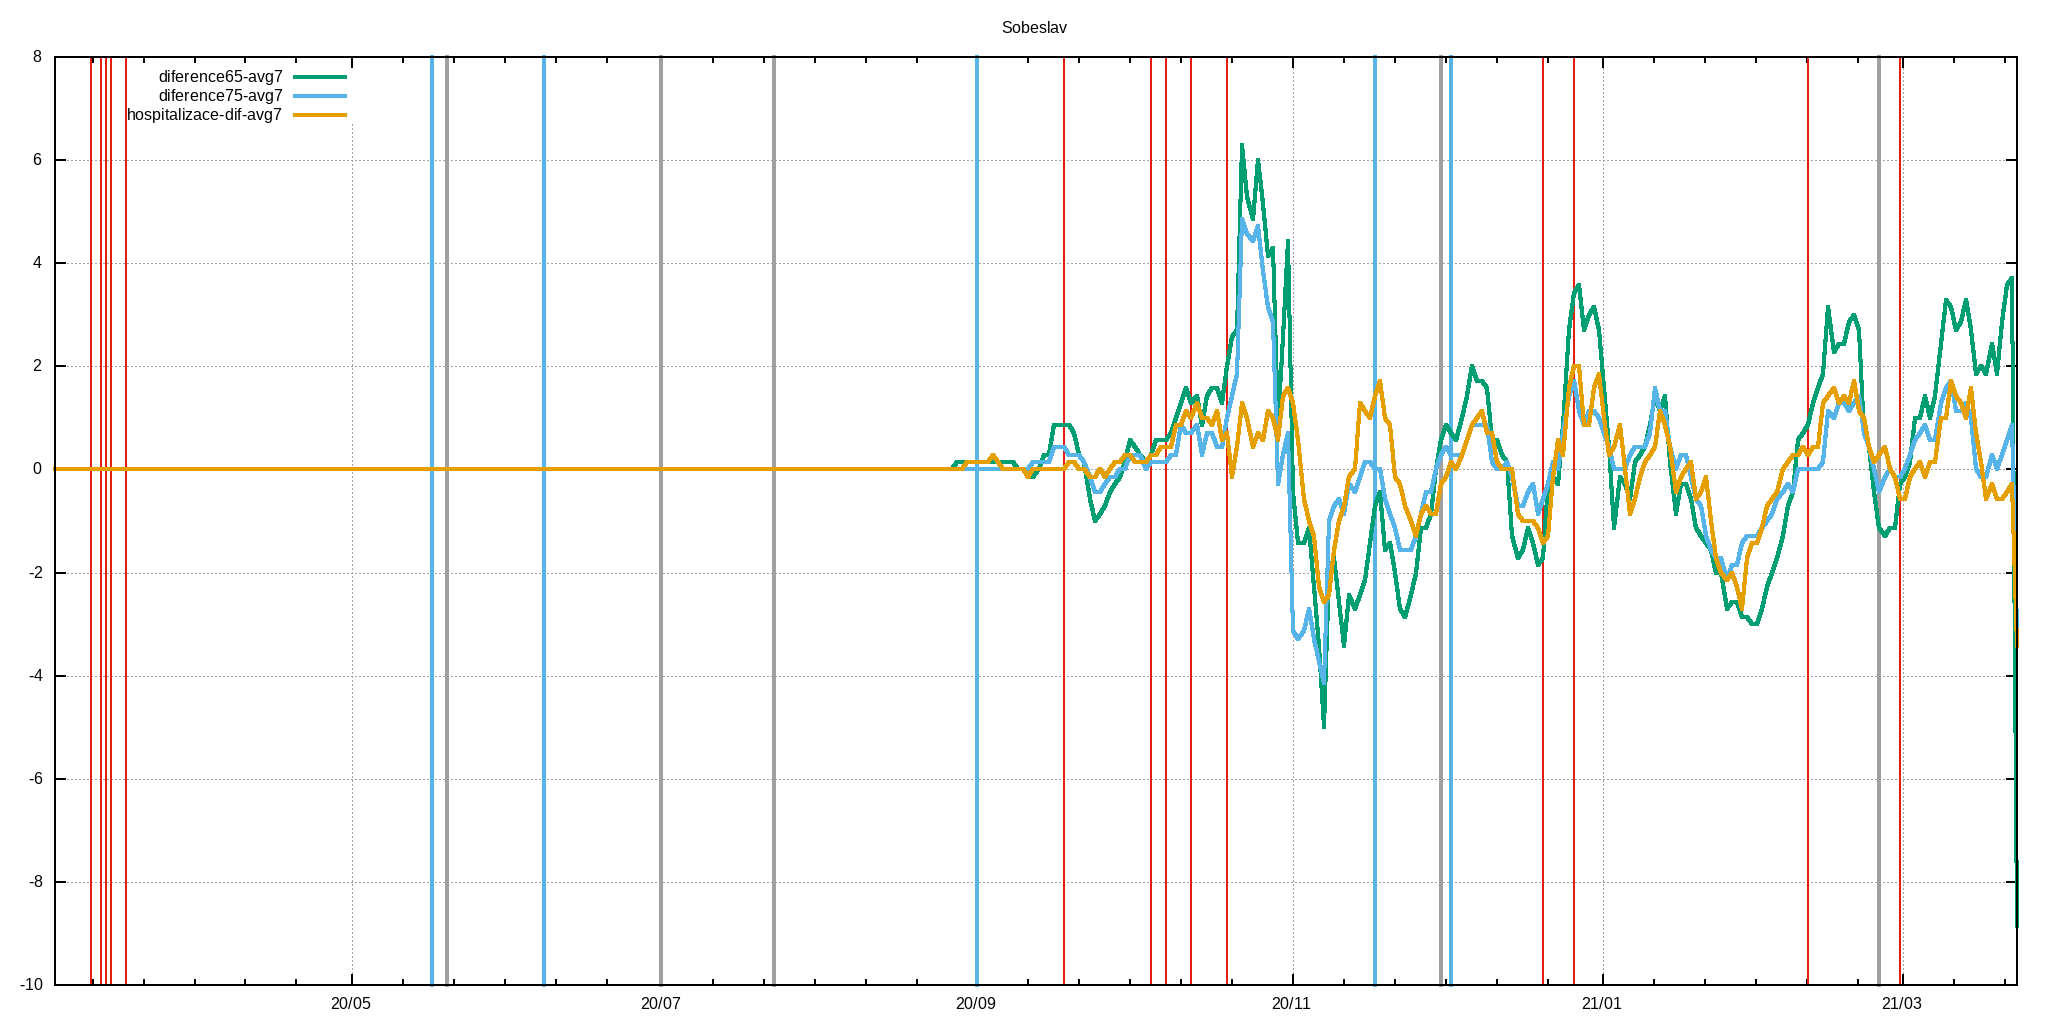 Sobeslav
diference65-avg7
diference75-avg7
hospitalizace-dif-avg7
8
6
4
2
0
-2
-4
-6
-8
-10
20/05 20/07 20/09 20/11 21/01 21/03